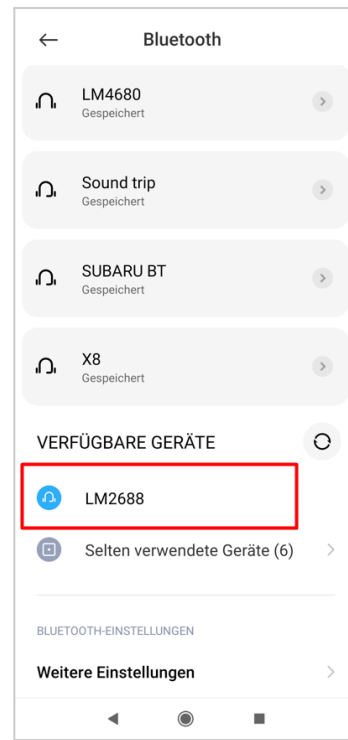 Bluetooth
LM4680
Gespeichert
Sound trip
Gespeichert
SUBARU BT
Gespeichert
X8
Gespeichert
VERFÜGBARE GERÄTE
LM2688
Selten verwendete Geräte (6)
BLUETOOTH-EINSTELLUNGEN
Weitere Einstellungen